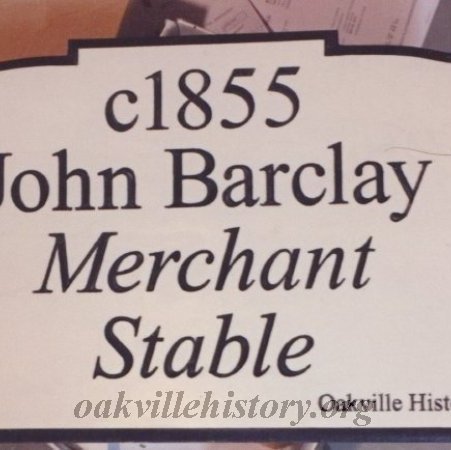 c1855
John Barclay
Merchant
Stable
Oakville Hist
oakvillehistory.org